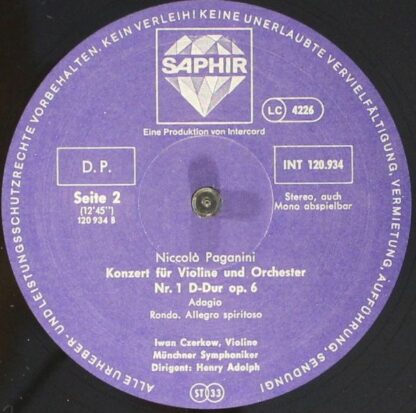 ALLE URHEBER- UND LEISTUNGSSCHUTZRECHTE VORBEHALTEN. KEIN VERLEIH! KEINE UNERLAUBTE VERVIELFÄLTIGUNG, VERMIETUNG, AUFFÜHRUNG, SENDUNG!
SAPHIR
LC 4226
Eine Produktion von Intercord
D.P.
INT 120.934
Seite 2
(12'45")
120 934 B
Stereo, auch
Mono abspielbar
Niccolò Paganini
Konzert für Violine und Orchester
Nr. 1 D-Dur op. 6
Adagio
Rondo. Allegro spiritoso
Iwan Czerkow, Violine
Münchner Symphoniker
Dirigent: Henry Adolph
ST 33